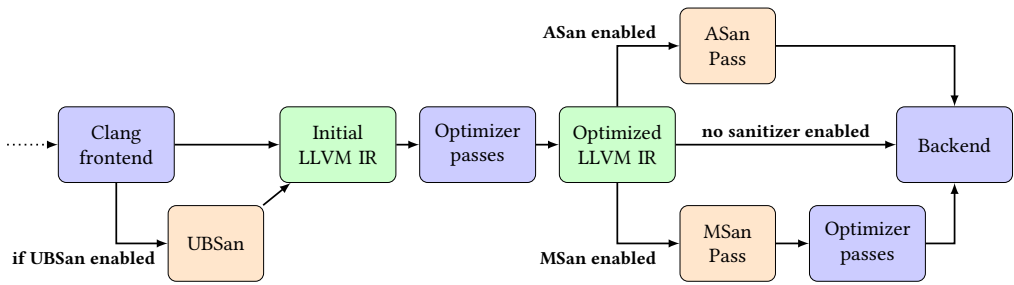 ASan enabled
ASan
Pass
Clang
frontend
Initial
LLVM IR
Optimizer
passes
Optimized
LLVM IR
no sanitizer enabled
Backend
if UBSan enabled
UBSan
MSan enabled
MSan
Pass
Optimizer
passes